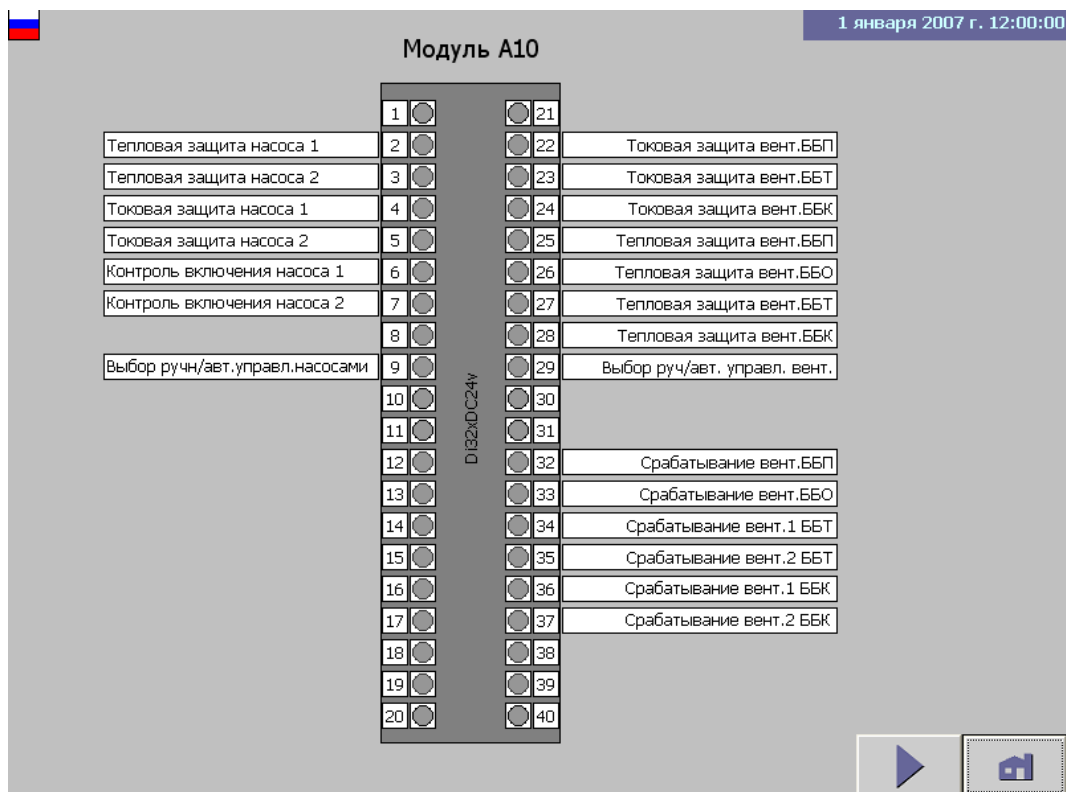 1 января 2007 г. 12:00:00
Модуль А10
1 21
Тепловая защита насоса 1 2 22 Токовая защита вент.ББП
Тепловая защита насоса 2 3 23 Токовая защита вент.ББТ
Токовая защита насоса 1 4 24 Токовая защита вент.ББК
Токовая защита насоса 2 5 25 Тепловая защита вент.ББП
Контроль включения насоса 1 6 26 Тепловая защита вент.ББО
Контроль включения насоса 2 7 27 Тепловая защита вент.ББТ
8 28 Тепловая защита вент.ББК
Выбор ручн/авт.управл.насосами 9 29 Выбор руч/авт. управл. вент.
10 30
11 31
Di32xDC24v
12 32 Срабатывание вент.ББП
13 33 Срабатывание вент.ББО
14 34 Срабатывание вент.1 ББТ
15 35 Срабатывание вент.2 ББТ
16 36 Срабатывание вент.1 ББК
17 37 Срабатывание вент.2 ББК
18 38
19 39
20 40